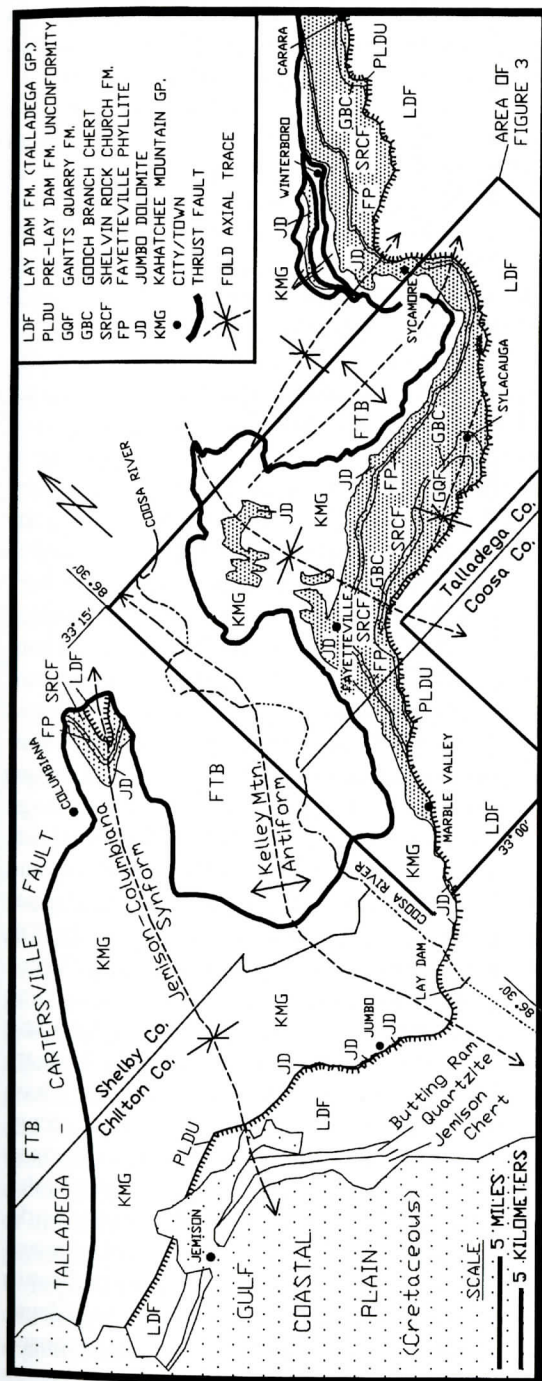 LDF LAY DAM FM. (TALLADEGA GP.)
PLDU PRE-LAY DAM FM. UNCONFORMITY
GQF GANTTS QUARRY FM.
GBC GOOCH BRANCH CHERT
SRCF SHELVIN ROCK CHURCH FM.
FP FAYETTEVILLE PHYLLITE
JD JUMBO DOLOMITE
KMG KAHATCHEE MOUNTAIN GP.
CITY/TOWN
THRUST FAULT
FOLD AXIAL TRACE
FTB
TALLADEGA
CARTERSVILLE FAULT
Shelby Co.
Chilton Co.
KMG
KMG
COLUMBIANA
FP SRCF
LDF
JD
Jemison Columbiana
Synform
33° 15'
86° 30'
COOSA RIVER
FTB
Kelley Mtn.
Antiform
KMG
JD
KMG
KMG
JD
WINTERBORO
JD
CARARA
GBC
PLDU
SRCF
FP
LDF
JD
SYCAMORE
FTB
AREA OF
FIGURE 3
LDF
JD
FP
GBC
SYLACAUGA
GQF
SRCF
GBC
FP
JD
FAYETTEVILLE
SRCF
FP
PLDU
Talladega Co.
Coosa Co.
MARBLE VALLEY
LDF
33° 00'
KMG
COOSA RIVER
JD
LAY DAM
86° 30'
KMG
JD
JD
JUMBO
JD
LDF
PLDU
Butting Ram
Quartzite
Jemison
Chert
JEMISON
LDF
GULF
COASTAL
PLAIN
(Cretaceous)
SCALE
5 MILES
5 KILOMETERS